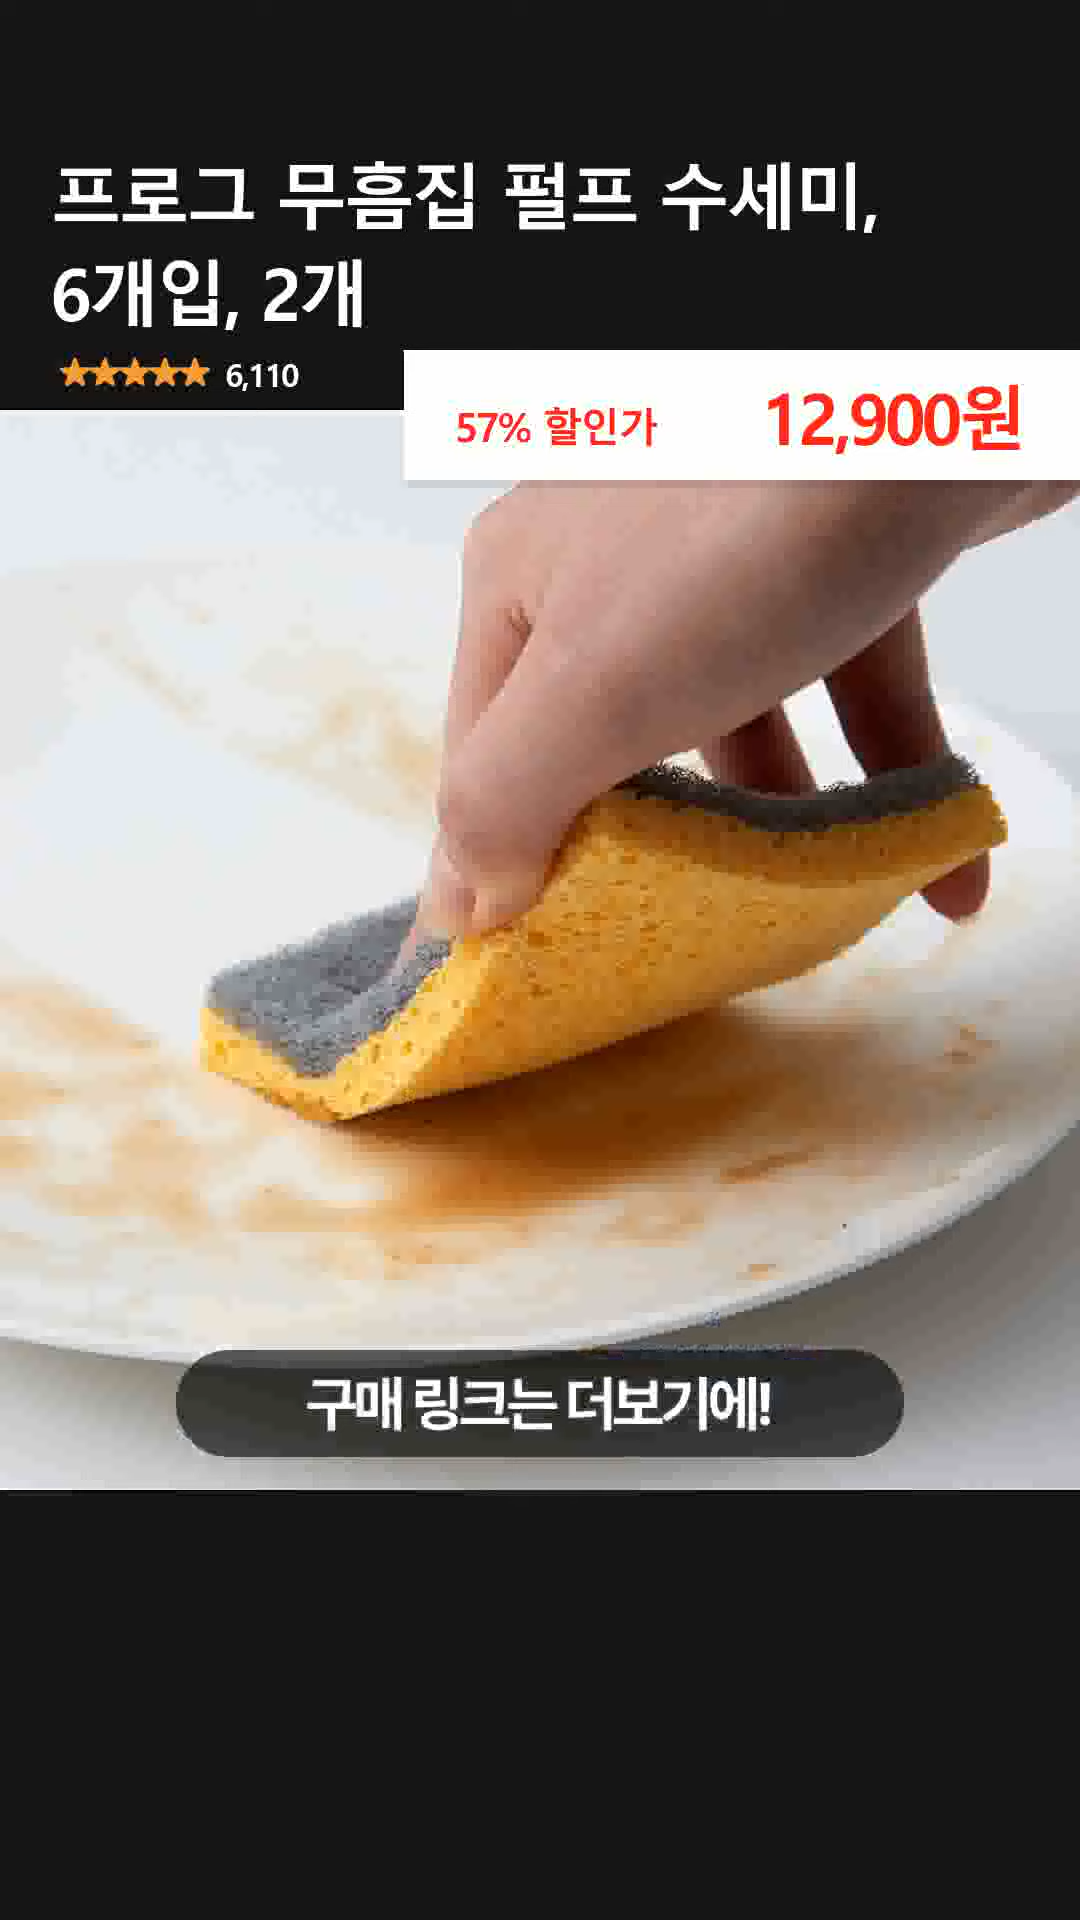 프로그 무흠집 펄프 수세미,
6개입, 2개
★★★★★ 6,110
57% 할인가 12,900원
구매 링크는 더보기에!